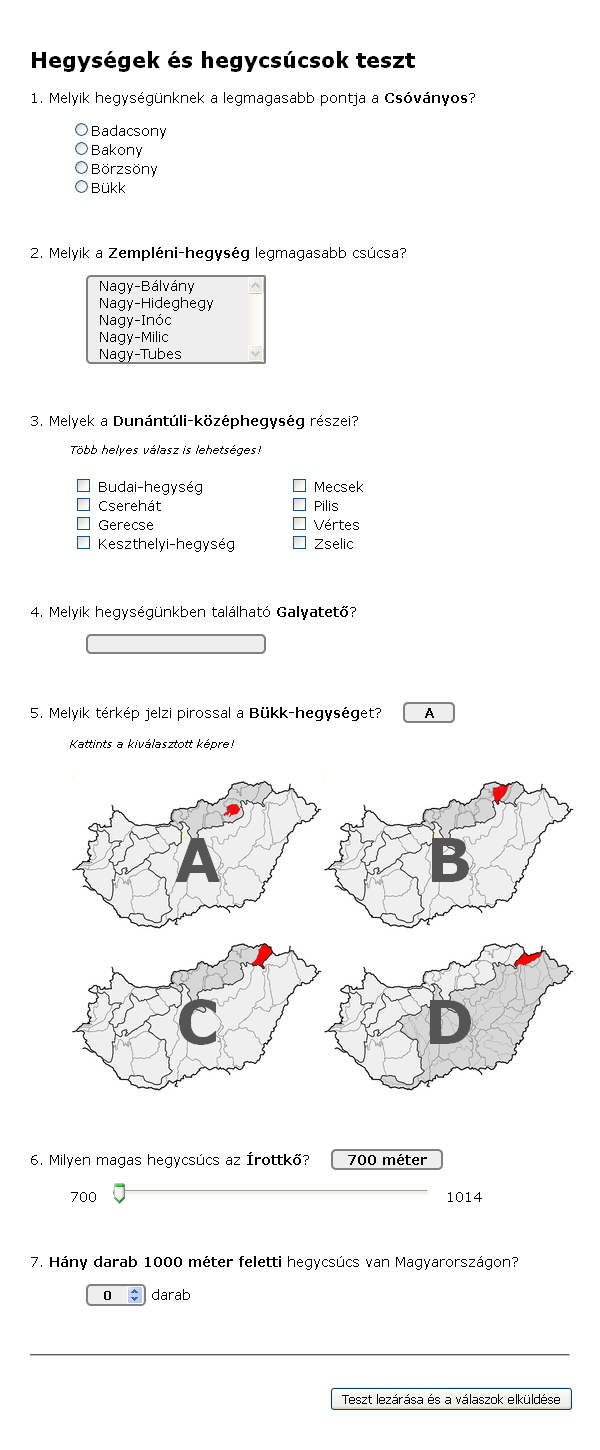 Hegységek és hegycsúcsok teszt
1. Melyik hegységünknek a legmagasabb pontja a Csóványos?
Badacsony
Bakony
Börzsöny
Bükk
2. Melyik a Zempléni-hegység legmagasabb csúcsa?
Nagy-Bálvány
Nagy-Hideghegy
Nagy-Inóc
Nagy-Milic
Nagy-Tubes
3. Melyek a Dunántúli-középhegység részei?
Több helyes válasz is lehetséges!
Budai-hegység
Cserehát
Gerecse
Keszthelyi-hegység
Mecsek
Pilis
Vértes
Zselic
4. Melyik hegységünkben található Galyatető?
5. Melyik térkép jelzi pirossal a Bükk-hegységet? A
Kattints a kiválasztott képre!
A B
C D
6. Milyen magas hegycsúcs az Írottkő? 700 méter
700 1014
7. Hány darab 1000 méter feletti hegycsúcs van Magyarországon?
0 darab
Teszt lezárása és a válaszok elküldése